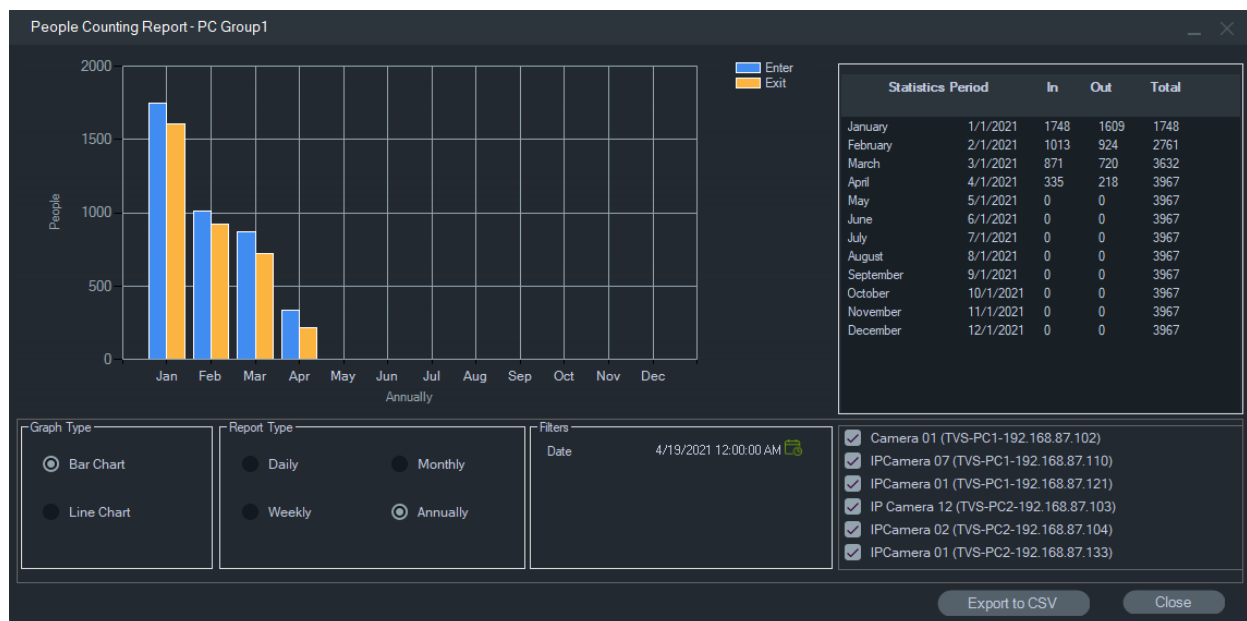 People Counting Report - PC Group1
2000
1500
1000
500
0
People
Jan Feb Mar Apr May Jun Jul Aug Sep Oct Nov Dec
Annually
Enter
Exit
Statistics Period In Out Total
January 1/1/2021 1748 1609 1748
February 2/1/2021 1013 924 2761
March 3/1/2021 871 720 3632
April 4/1/2021 335 218 3967
May 5/1/2021 0 0 3967
June 6/1/2021 0 0 3967
July 7/1/2021 0 0 3967
August 8/1/2021 0 0 3967
September 9/1/2021 0 0 3967
October 10/1/2021 0 0 3967
November 11/1/2021 0 0 3967
December 12/1/2021 0 0 3967
Graph Type
Bar Chart
Line Chart
Report Type
Daily Monthly
Weekly Annually
Filters
Date 4/19/2021 12:00:00 AM
Camera 01 (TVS-PC1-192.168.87.102)
IPCamera 07 (TVS-PC1-192.168.87.110)
IPCamera 01 (TVS-PC1-192.168.87.121)
IP Camera 12 (TVS-PC2-192.168.87.103)
IPCamera 02 (TVS-PC2-192.168.87.104)
IPCamera 01 (TVS-PC2-192.168.87.133)
Export to CSV Close